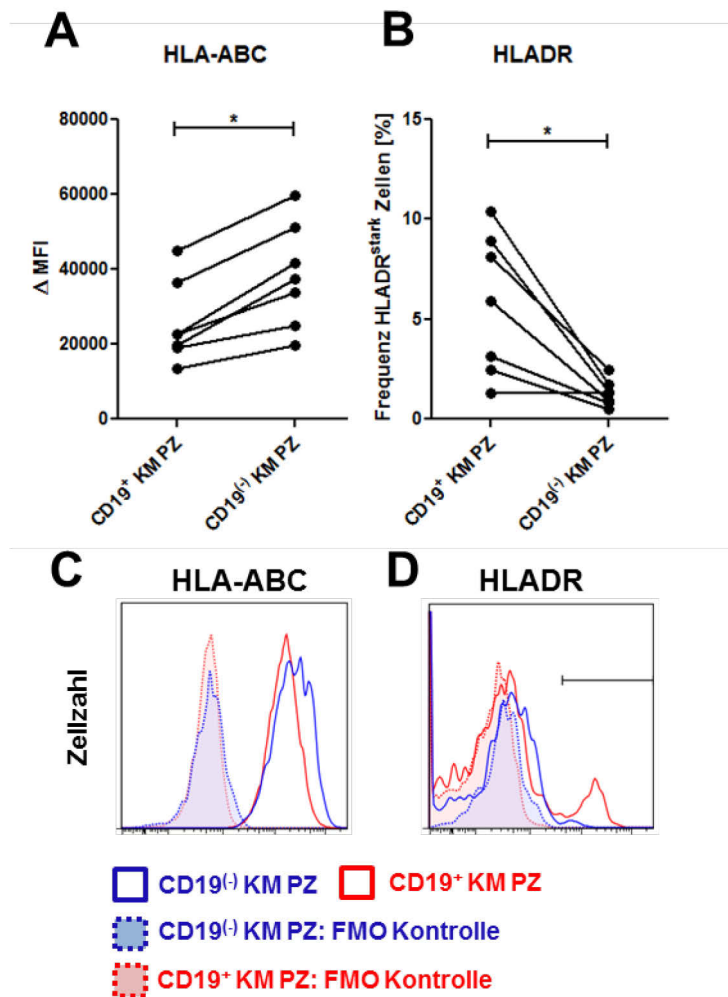 A
HLA-ABC
B
HLADR
80000
60000
40000
20000
0
Δ MFI
*
CD19⁺ KM PZ
CD19⁽⁻⁾ KM PZ
15
10
5
0
Frequenz HLADRˢᵗᵃʳᵏ Zellen [%]
*
CD19⁺ KM PZ
CD19⁽⁻⁾ KM PZ
C
HLA-ABC
D
HLADR
Zellzahl
CD19⁽⁻⁾ KM PZ
CD19⁺ KM PZ
CD19⁽⁻⁾ KM PZ: FMO Kontrolle
CD19⁺ KM PZ: FMO Kontrolle